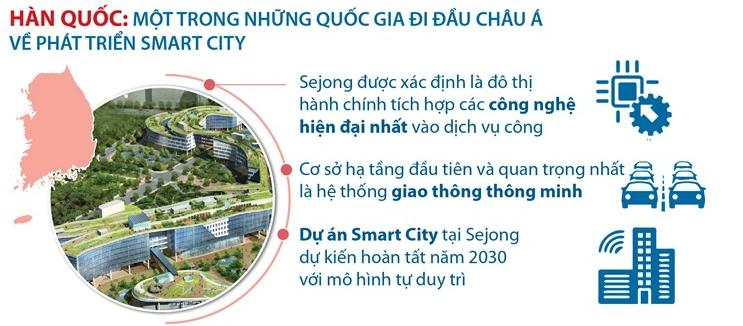 HÀN QUỐC: MỘT TRONG NHỮNG QUỐC GIA ĐI ĐẦU CHÂU Á
VỀ PHÁT TRIỂN SMART CITY
Sejong được xác định là đô thị
hành chính tích hợp các công nghệ
hiện đại nhất vào dịch vụ công
Cơ sở hạ tầng đầu tiên và quan trọng nhất
là hệ thống giao thông thông minh
Dự án Smart City tại Sejong
dự kiến hoàn tất năm 2030
với mô hình tự duy trì